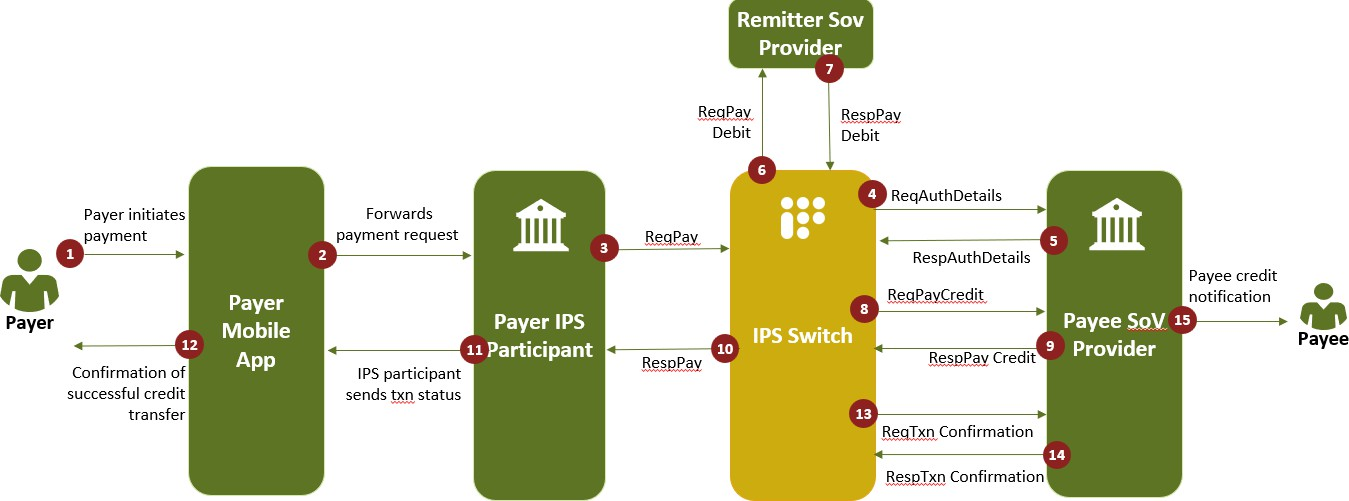 Remitter Sov
Provider
7
ReqPay
Debit
RespPay
Debit
6
4
ReqAuthDetails
Payer initiates
payment
1
Forwards
payment request
2
3
ReqPay
5
RespAuthDetails
Payee credit
notification
8
ReqPayCredit
Payer
Payer
Mobile
App
Payer IPS
Participant
IPS Switch
Payee SoV
Provider
15
Payee
12
11
10
9
Confirmation of
successful credit
transfer
IPS participant
sends txn status
RespPay
RespPay Credit
13
ReqTxn Confirmation
14
RespTxn Confirmation